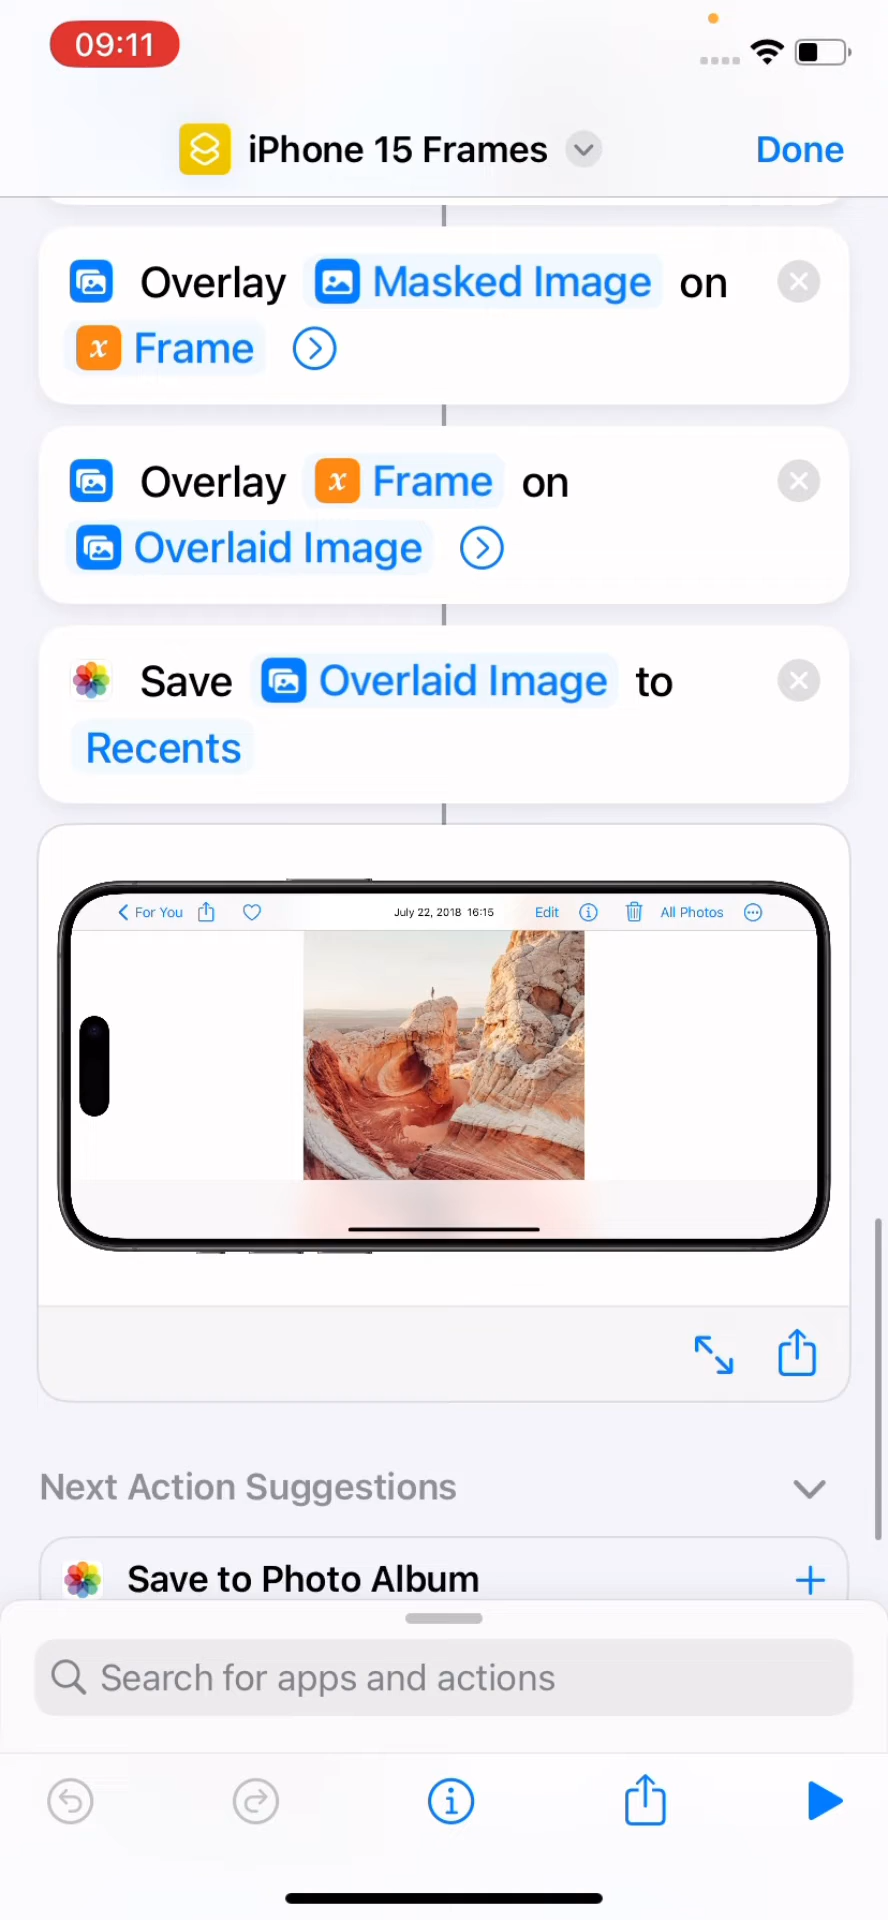 09:11
iPhone 15 Frames
Done
Overlay Masked Image on
x Frame
Overlay x Frame on
Overlaid Image
Save Overlaid Image to
Recents
For You
July 22, 2018 16:15
Edit
All Photos
Next Action Suggestions
Save to Photo Album
Search for apps and actions